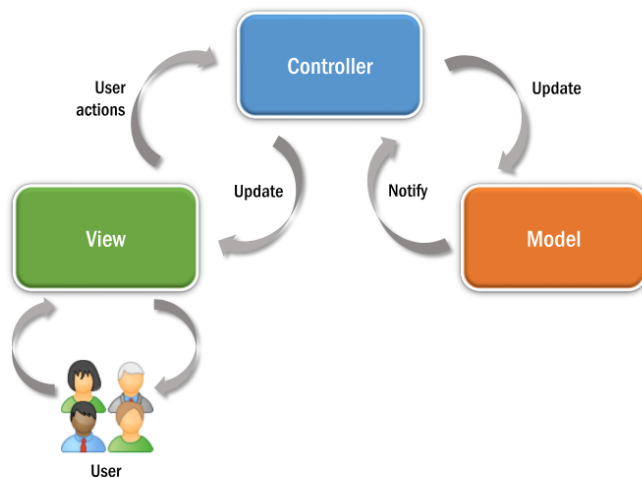 Controller
User
actions
Update
Update
Notify
View
Model
User